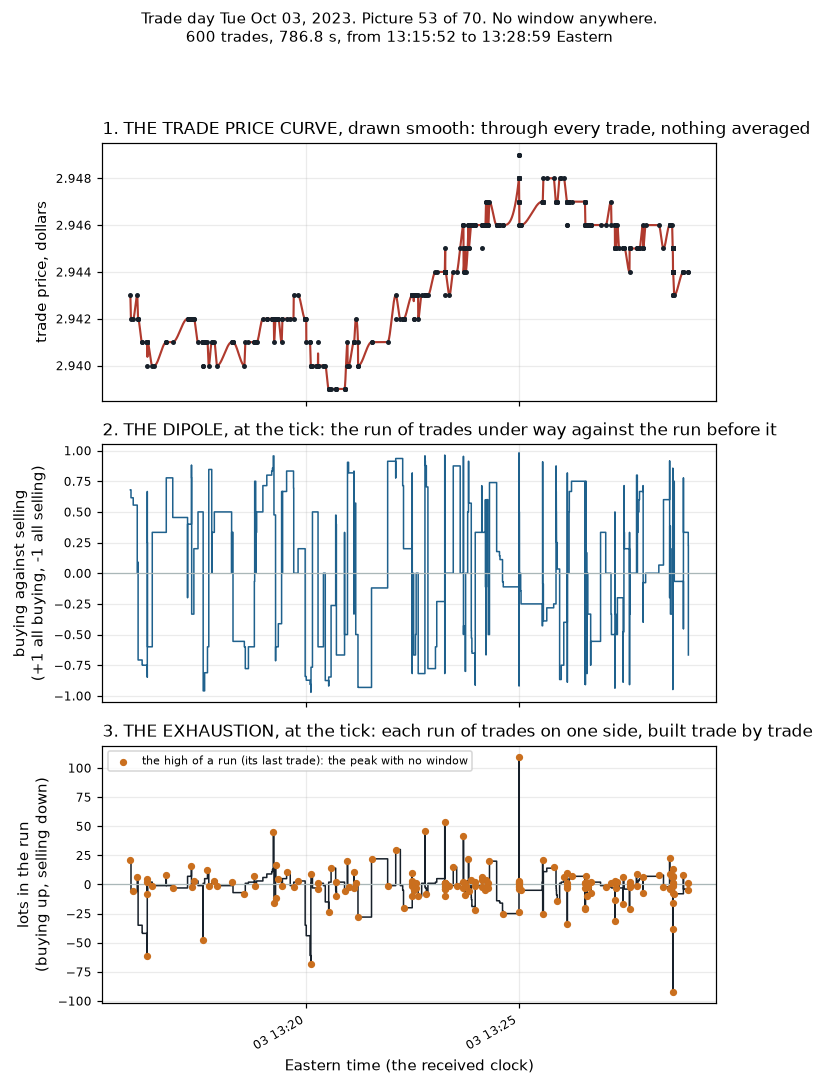 Trade day Tue Oct 03, 2023. Picture 53 of 70. No window anywhere.
600 trades, 786.8 s, from 13:15:52 to 13:28:59 Eastern
1. THE TRADE PRICE CURVE, drawn smooth: through every trade, nothing averaged
trade price, dollars
2.948
2.946
2.944
2.942
2.940
2. THE DIPOLE, at the tick: the run of trades under way against the run before it
buying against selling
(+1 all buying, -1 all selling)
1.00
0.75
0.50
0.25
0.00
−0.25
−0.50
−0.75
−1.00
3. THE EXHAUSTION, at the tick: each run of trades on one side, built trade by trade
the high of a run (its last trade): the peak with no window
lots in the run
(buying up, selling down)
100
75
50
25
0
−25
−50
−75
−100
03 13:20
03 13:25
Eastern time (the received clock)